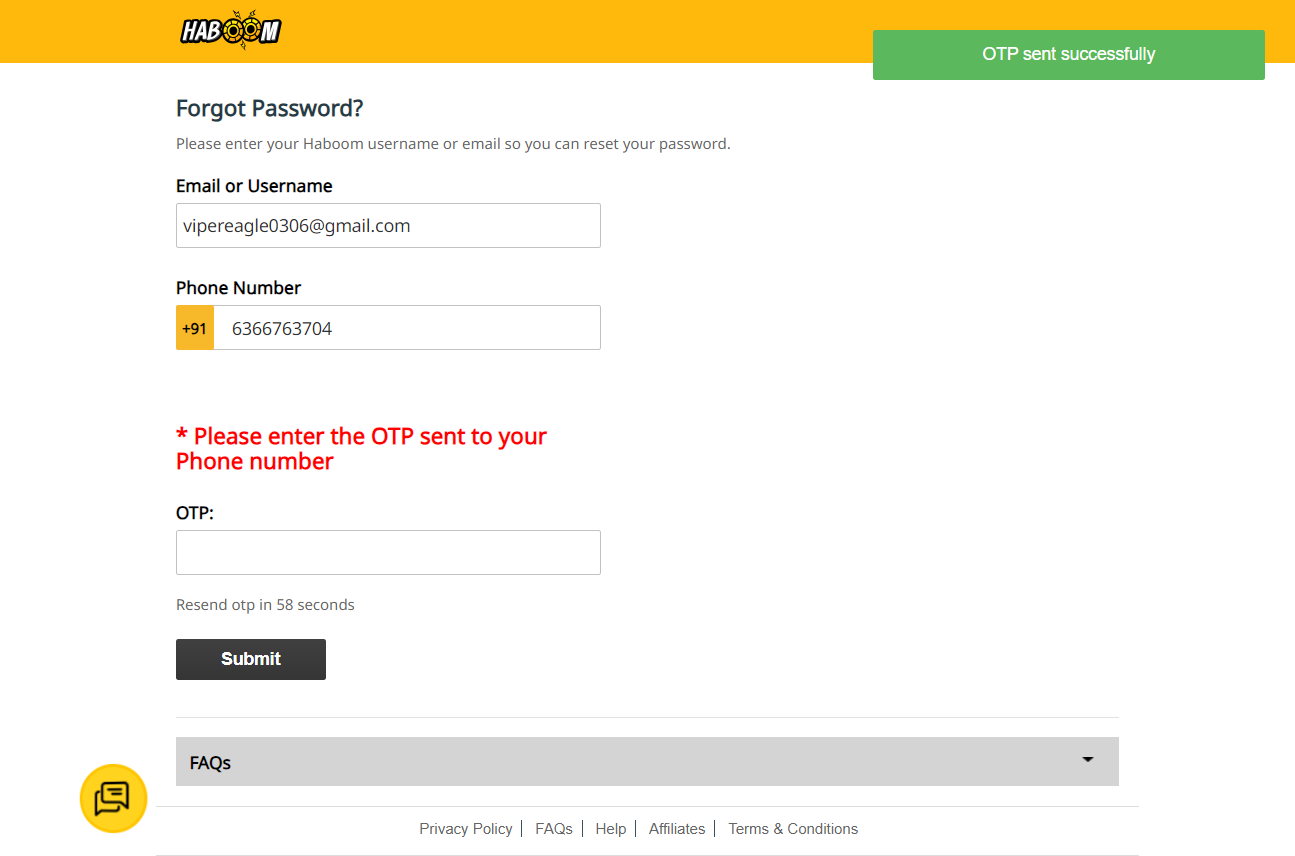 HABOOM
OTP sent successfully
Forgot Password?
Please enter your Haboom username or email so you can reset your password.
Email or Username
vipereagle0306@gmail.com
Phone Number
+91 6366763704
* Please enter the OTP sent to your
Phone number
OTP:
Resend otp in 58 seconds
Submit
FAQs
Privacy Policy | FAQs | Help | Affiliates | Terms & Conditions